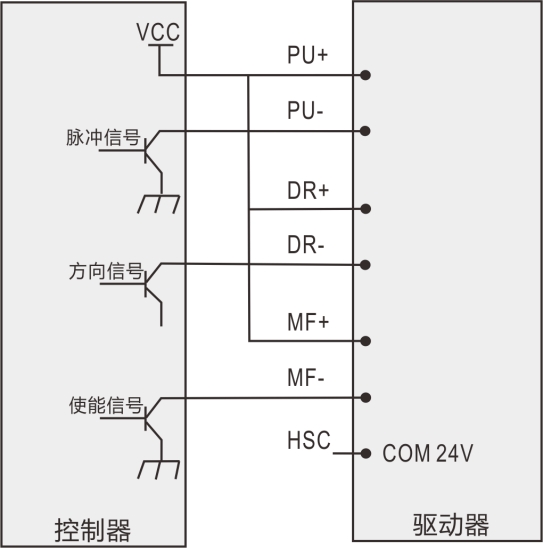 VCC
PU+
PU-
脉冲信号
DR+
DR-
方向信号
MF+
MF-
使能信号
HSC
COM 24V
控制器
驱动器